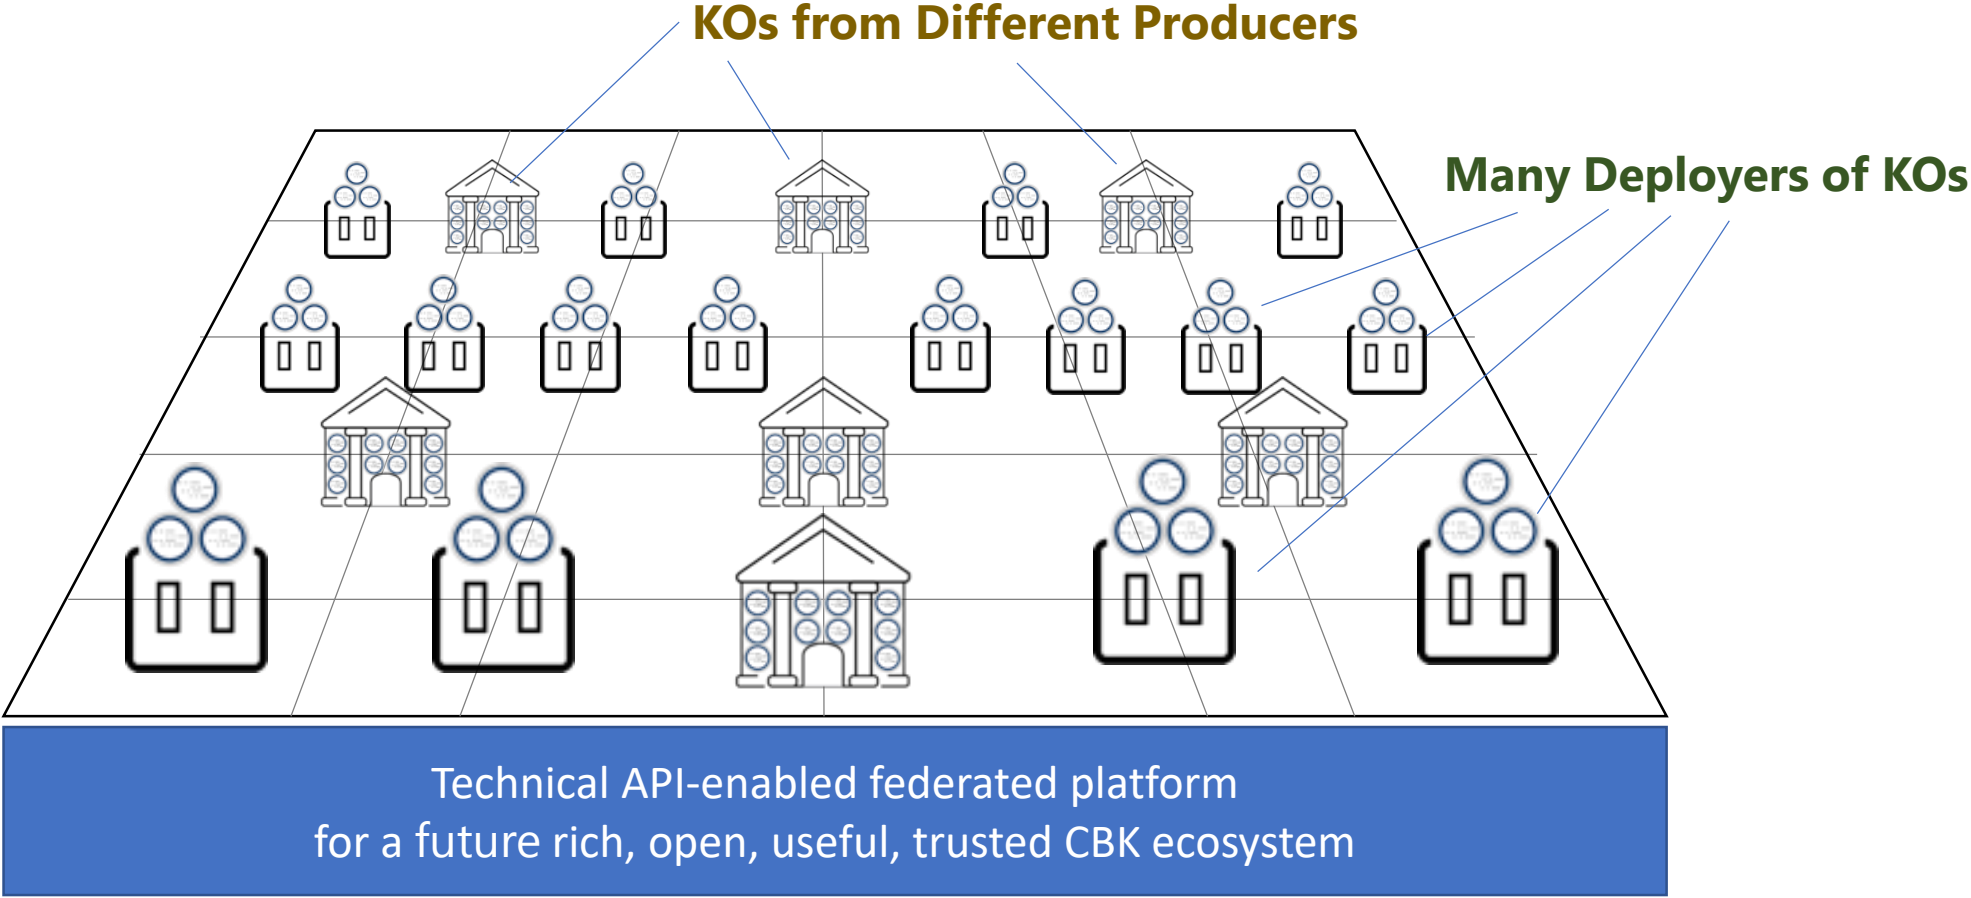 KOs from Different Producers
Many Deployers of KOs
Technical API-enabled federated platform
for a future rich, open, useful, trusted CBK ecosystem